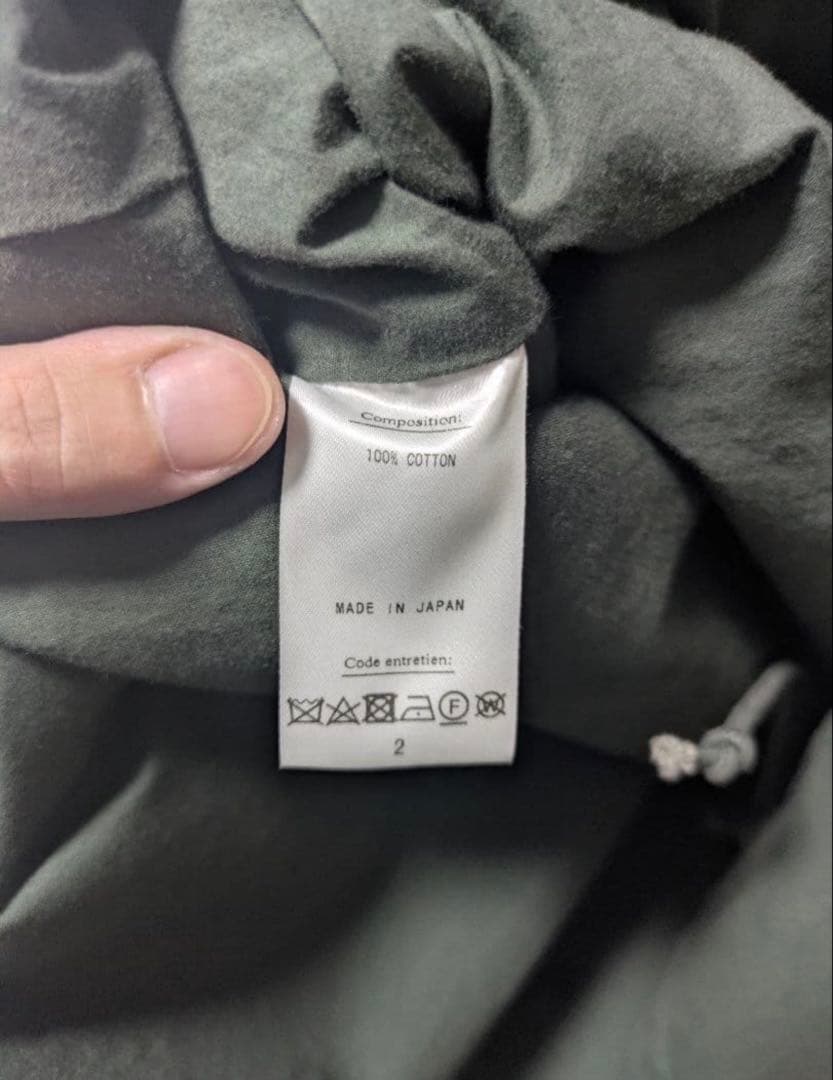 Composition:
100% COTTON
MADE IN JAPAN
Code entretien:
F W
2